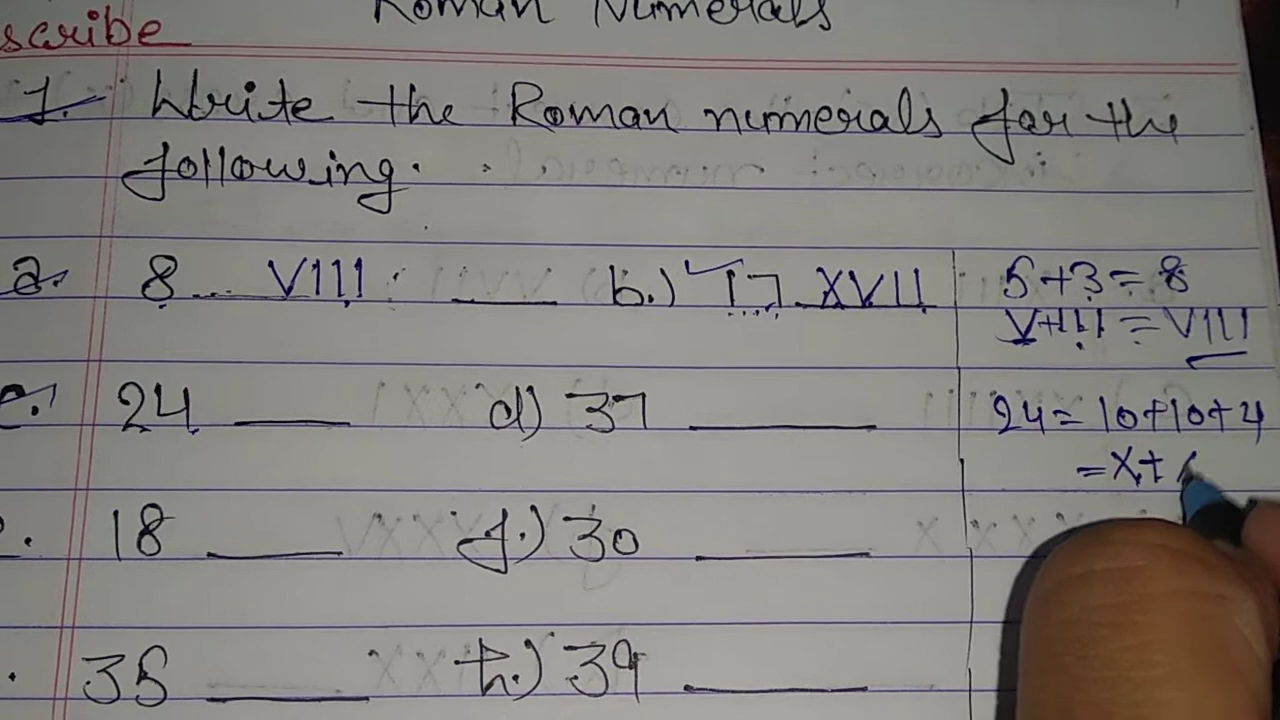 Roman Numerals
scribe
1. Write the Roman numerals for the
following.
a. 8 VIII b.) 17 XVII 5+3=8
V+III=VIII
c. 24 d) 37 24=10+10+4
=X+
18 f.) 30
35 h.) 39